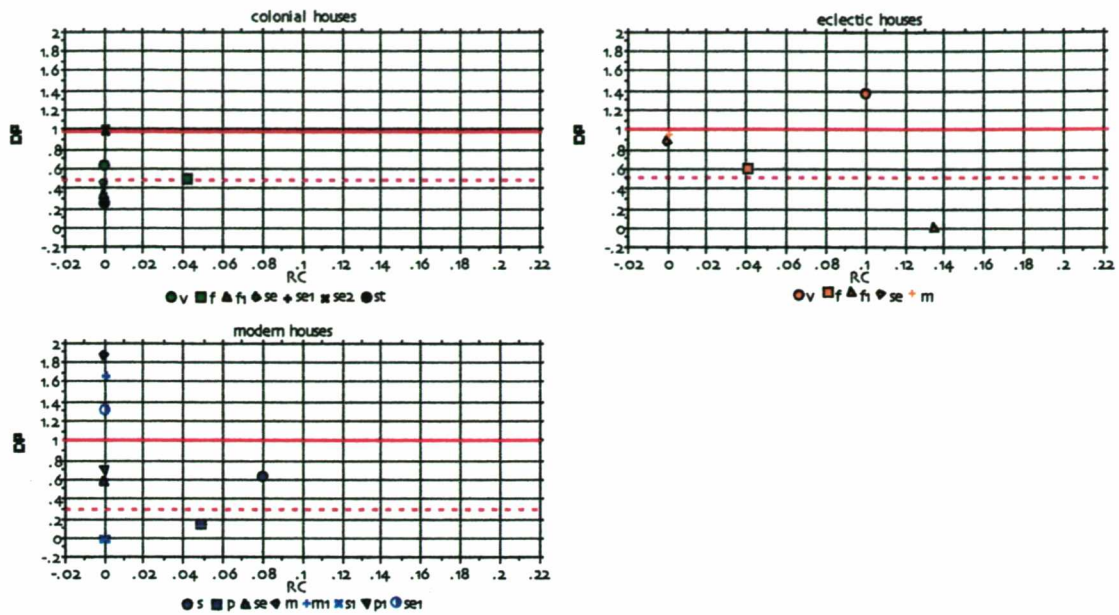 colonial houses
2
1.8
1.6
1.4
1.2
1
.8
.6
.4
.2
0
-.2
DF
-.02 0 .02 .04 .06 .08 .1 .12 .14 .16 .18 .2 .22
RC
v f f1 se se1 se2 st
eclectic houses
2
1.8
1.6
1.4
1.2
1
.8
.6
.4
.2
0
-.2
DF
-.02 0 .02 .04 .06 .08 .1 .12 .14 .16 .18 .2 .22
RC
v f f1 se m
modern houses
2
1.8
1.6
1.4
1.2
1
.8
.6
.4
.2
0
-.2
DF
-.02 0 .02 .04 .06 .08 .1 .12 .14 .16 .18 .2 .22
RC
s p se m m1 s1 p1 se1